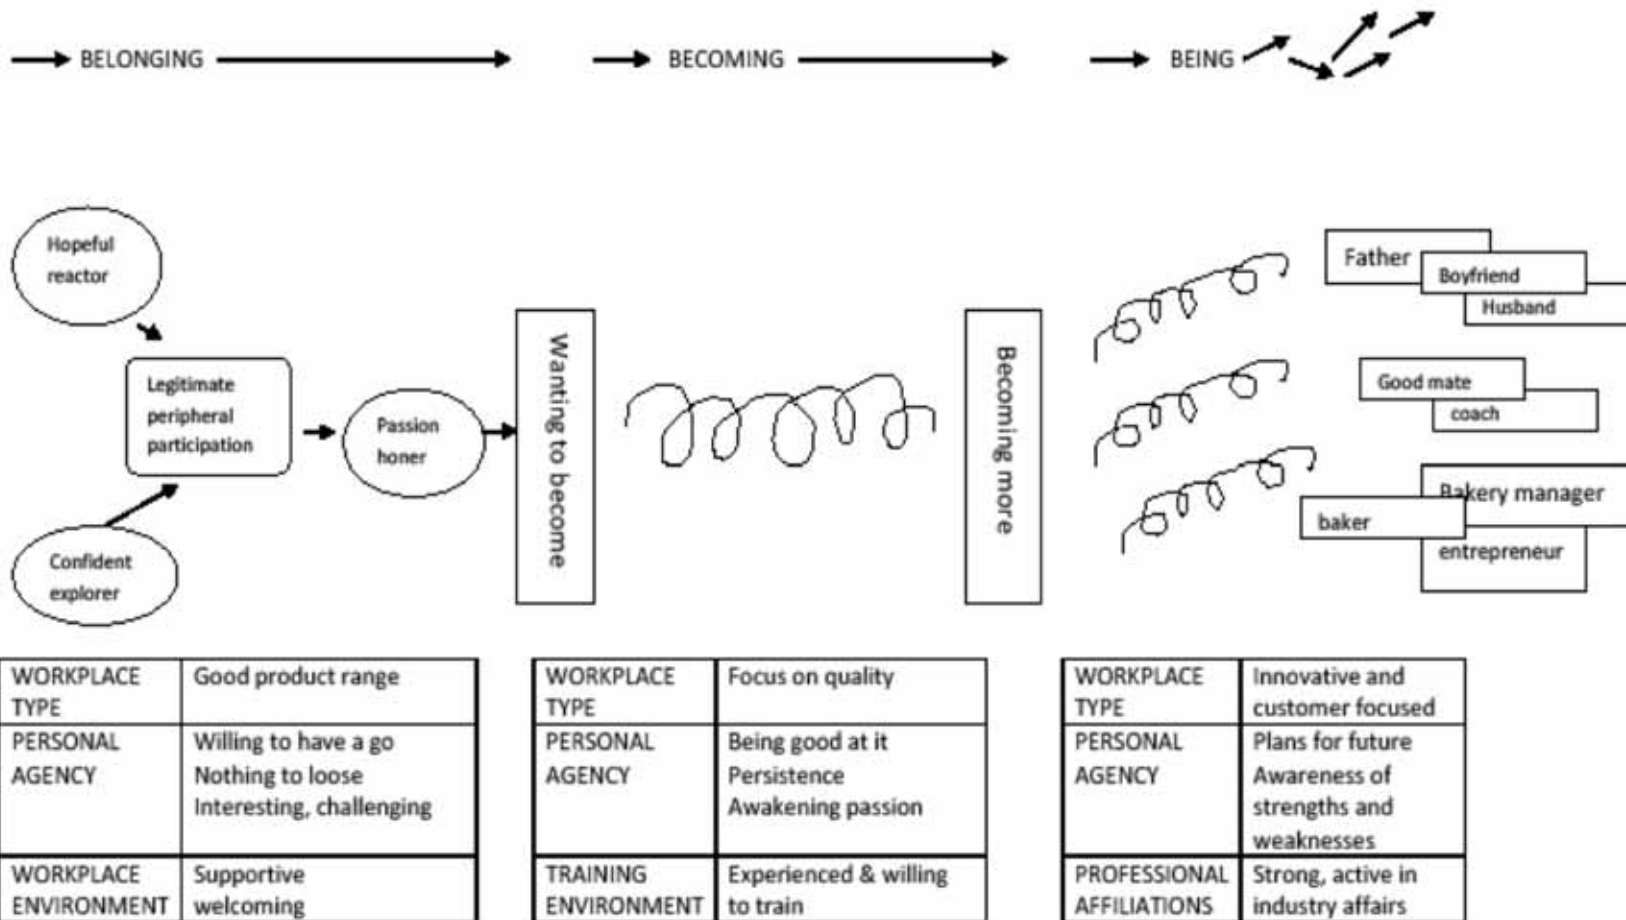 BELONGING
BECOMING
BEING
Hopeful
reactor
Legitimate
peripheral
participation
Confident
explorer
Passion
honer
Wanting to become
Becoming more
Father
Boyfriend
Husband
Good mate
coach
Bakery manager
baker
entrepreneur
WORKPLACE
TYPE
Good product range
PERSONAL
AGENCY
Willing to have a go
Nothing to loose
Interesting, challenging
WORKPLACE
ENVIRONMENT
Supportive
welcoming
WORKPLACE
TYPE
Focus on quality
PERSONAL
AGENCY
Being good at it
Persistence
Awakening passion
TRAINING
ENVIRONMENT
Experienced & willing
to train
WORKPLACE
TYPE
Innovative and
customer focused
PERSONAL
AGENCY
Plans for future
Awareness of
strengths and
weaknesses
PROFESSIONAL
AFFILIATIONS
Strong, active in
industry affairs